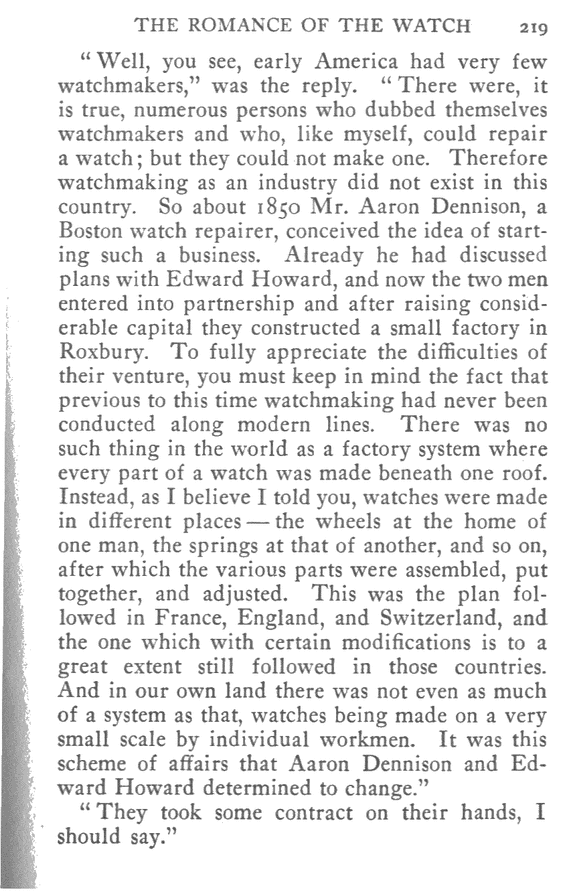 THE ROMANCE OF THE WATCH 219
“Well, you see, early America had very few
watchmakers,” was the reply. “There were, it
is true, numerous persons who dubbed themselves
watchmakers and who, like myself, could repair
a watch; but they could not make one. Therefore
watchmaking as an industry did not exist in this
country. So about 1850 Mr. Aaron Dennison, a
Boston watch repairer, conceived the idea of start-
ing such a business. Already he had discussed
plans with Edward Howard, and now the two men
entered into partnership and after raising consid-
erable capital they constructed a small factory in
Roxbury. To fully appreciate the difficulties of
their venture, you must keep in mind the fact that
previous to this time watchmaking had never been
conducted along modern lines. There was no
such thing in the world as a factory system where
every part of a watch was made beneath one roof.
Instead, as I believe I told you, watches were made
in different places — the wheels at the home of
one man, the springs at that of another, and so on,
after which the various parts were assembled, put
together, and adjusted. This was the plan fol-
lowed in France, England, and Switzerland, and
the one which with certain modifications is to a
great extent still followed in those countries.
And in our own land there was not even as much
of a system as that, watches being made on a very
small scale by individual workmen. It was this
scheme of affairs that Aaron Dennison and Ed-
ward Howard determined to change.”
“They took some contract on their hands, I
should say.”